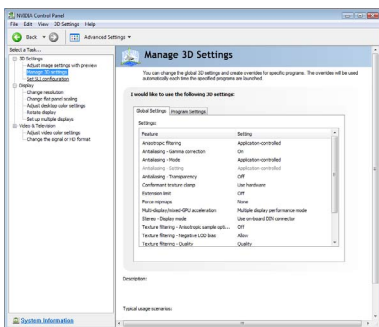 NVIDIA Control Panel
File Edit View 3D Settings Help
Back Advanced Settings
Select a Task...
3D Settings
Adjust image settings with preview
Manage 3D settings
Set SLI configuration
Display
Change resolution
Change flat panel scaling
Adjust desktop color settings
Rotate display
Set up multiple displays
Video & Television
Adjust video color settings
Change the signal or HD format
System Information
Manage 3D Settings
You can change the global 3D settings and create overrides for specific programs. The overrides will be used
automatically each time the specified programs are launched.
I would like to use the following 3D settings:
Global Settings Program Settings
Settings:
Feature Setting
Anisotropic filtering Application-controlled
Antialiasing - Gamma correction On
Antialiasing - Mode Application-controlled
Antialiasing - Setting Application-controlled
Antialiasing - Transparency Off
Conformant texture clamp Use hardware
Extension limit Off
Force mipmaps None
Multi-display/mixed-GPU acceleration Multiple display performance mode
Stereo - Display mode Use on-board DIN connector
Texture filtering - Anisotropic sample opti... Off
Texture filtering - Negative LOD bias Allow
Texture filtering - Quality Quality
Description:
Typical usage scenarios: